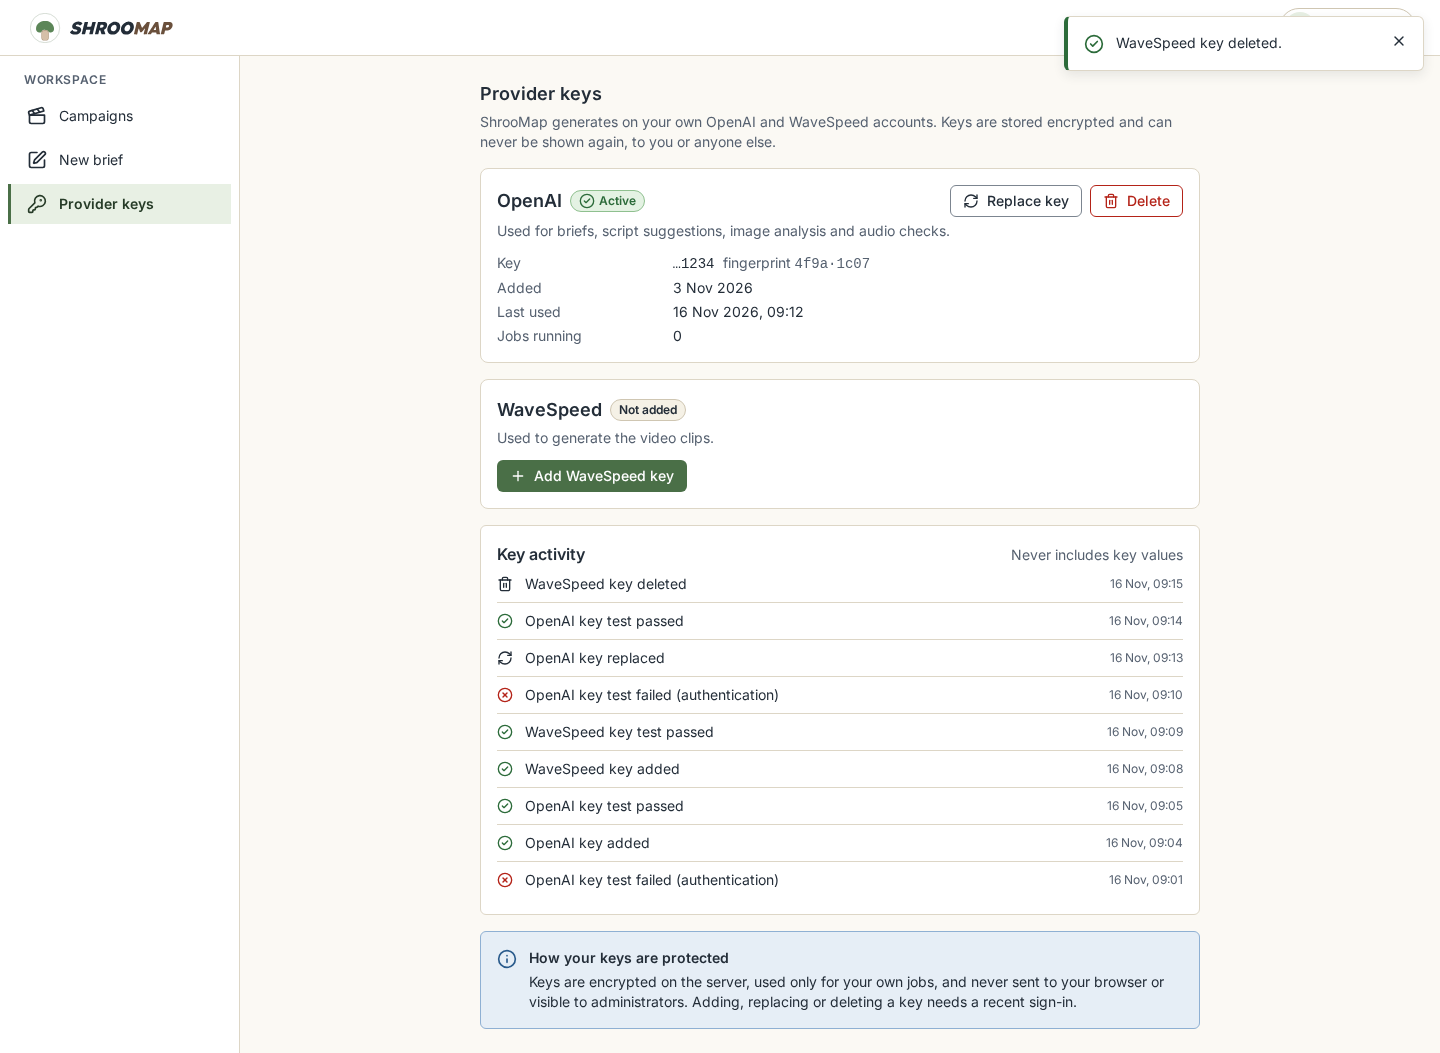 SHROOMAP
WaveSpeed key deleted.
WORKSPACE
Campaigns
New brief
Provider keys
Provider keys
ShrooMap generates on your own OpenAI and WaveSpeed accounts. Keys are stored encrypted and can
never be shown again, to you or anyone else.
OpenAI Active Replace key Delete
Used for briefs, script suggestions, image analysis and audio checks.
Key …1234 fingerprint 4f9a·1c07
Added 3 Nov 2026
Last used 16 Nov 2026, 09:12
Jobs running 0
WaveSpeed Not added
Used to generate the video clips.
Add WaveSpeed key
Key activity Never includes key values
WaveSpeed key deleted 16 Nov, 09:15
OpenAI key test passed 16 Nov, 09:14
OpenAI key replaced 16 Nov, 09:13
OpenAI key test failed (authentication) 16 Nov, 09:10
WaveSpeed key test passed 16 Nov, 09:09
WaveSpeed key added 16 Nov, 09:08
OpenAI key test passed 16 Nov, 09:05
OpenAI key added 16 Nov, 09:04
OpenAI key test failed (authentication) 16 Nov, 09:01
How your keys are protected
Keys are encrypted on the server, used only for your own jobs, and never sent to your browser or
visible to administrators. Adding, replacing or deleting a key needs a recent sign-in.